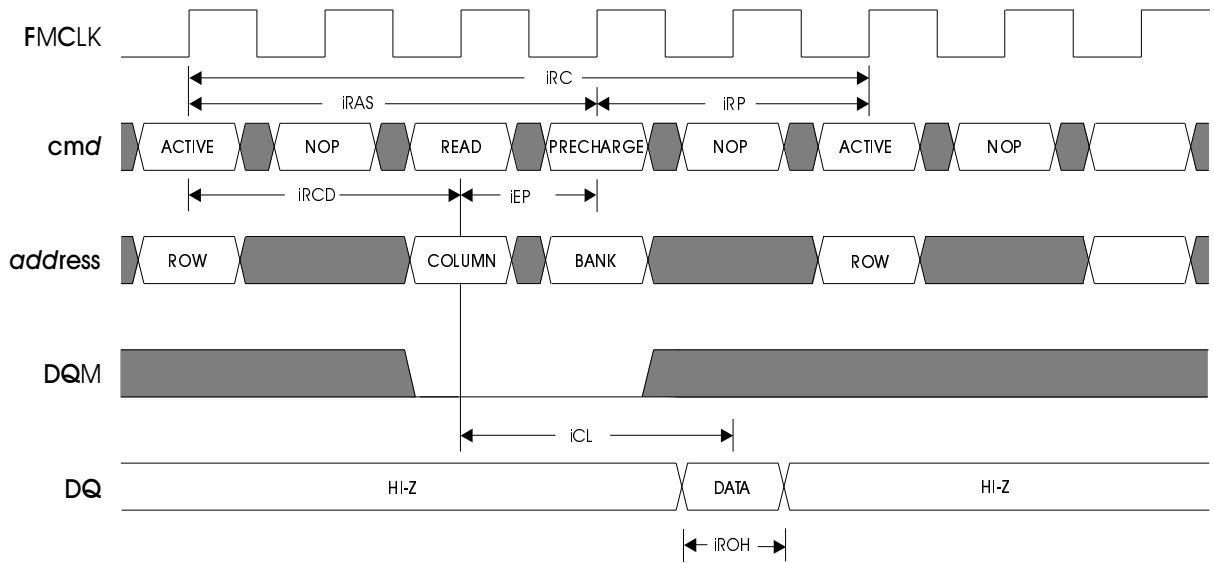 FMCLK
iRC
iRAS iRP
cmd ACTIVE NOP READ PRECHARGE NOP ACTIVE NOP
iRCD iEP
address ROW COLUMN BANK ROW
DQM
iCL
DQ HI-Z DATA HI-Z
iROH